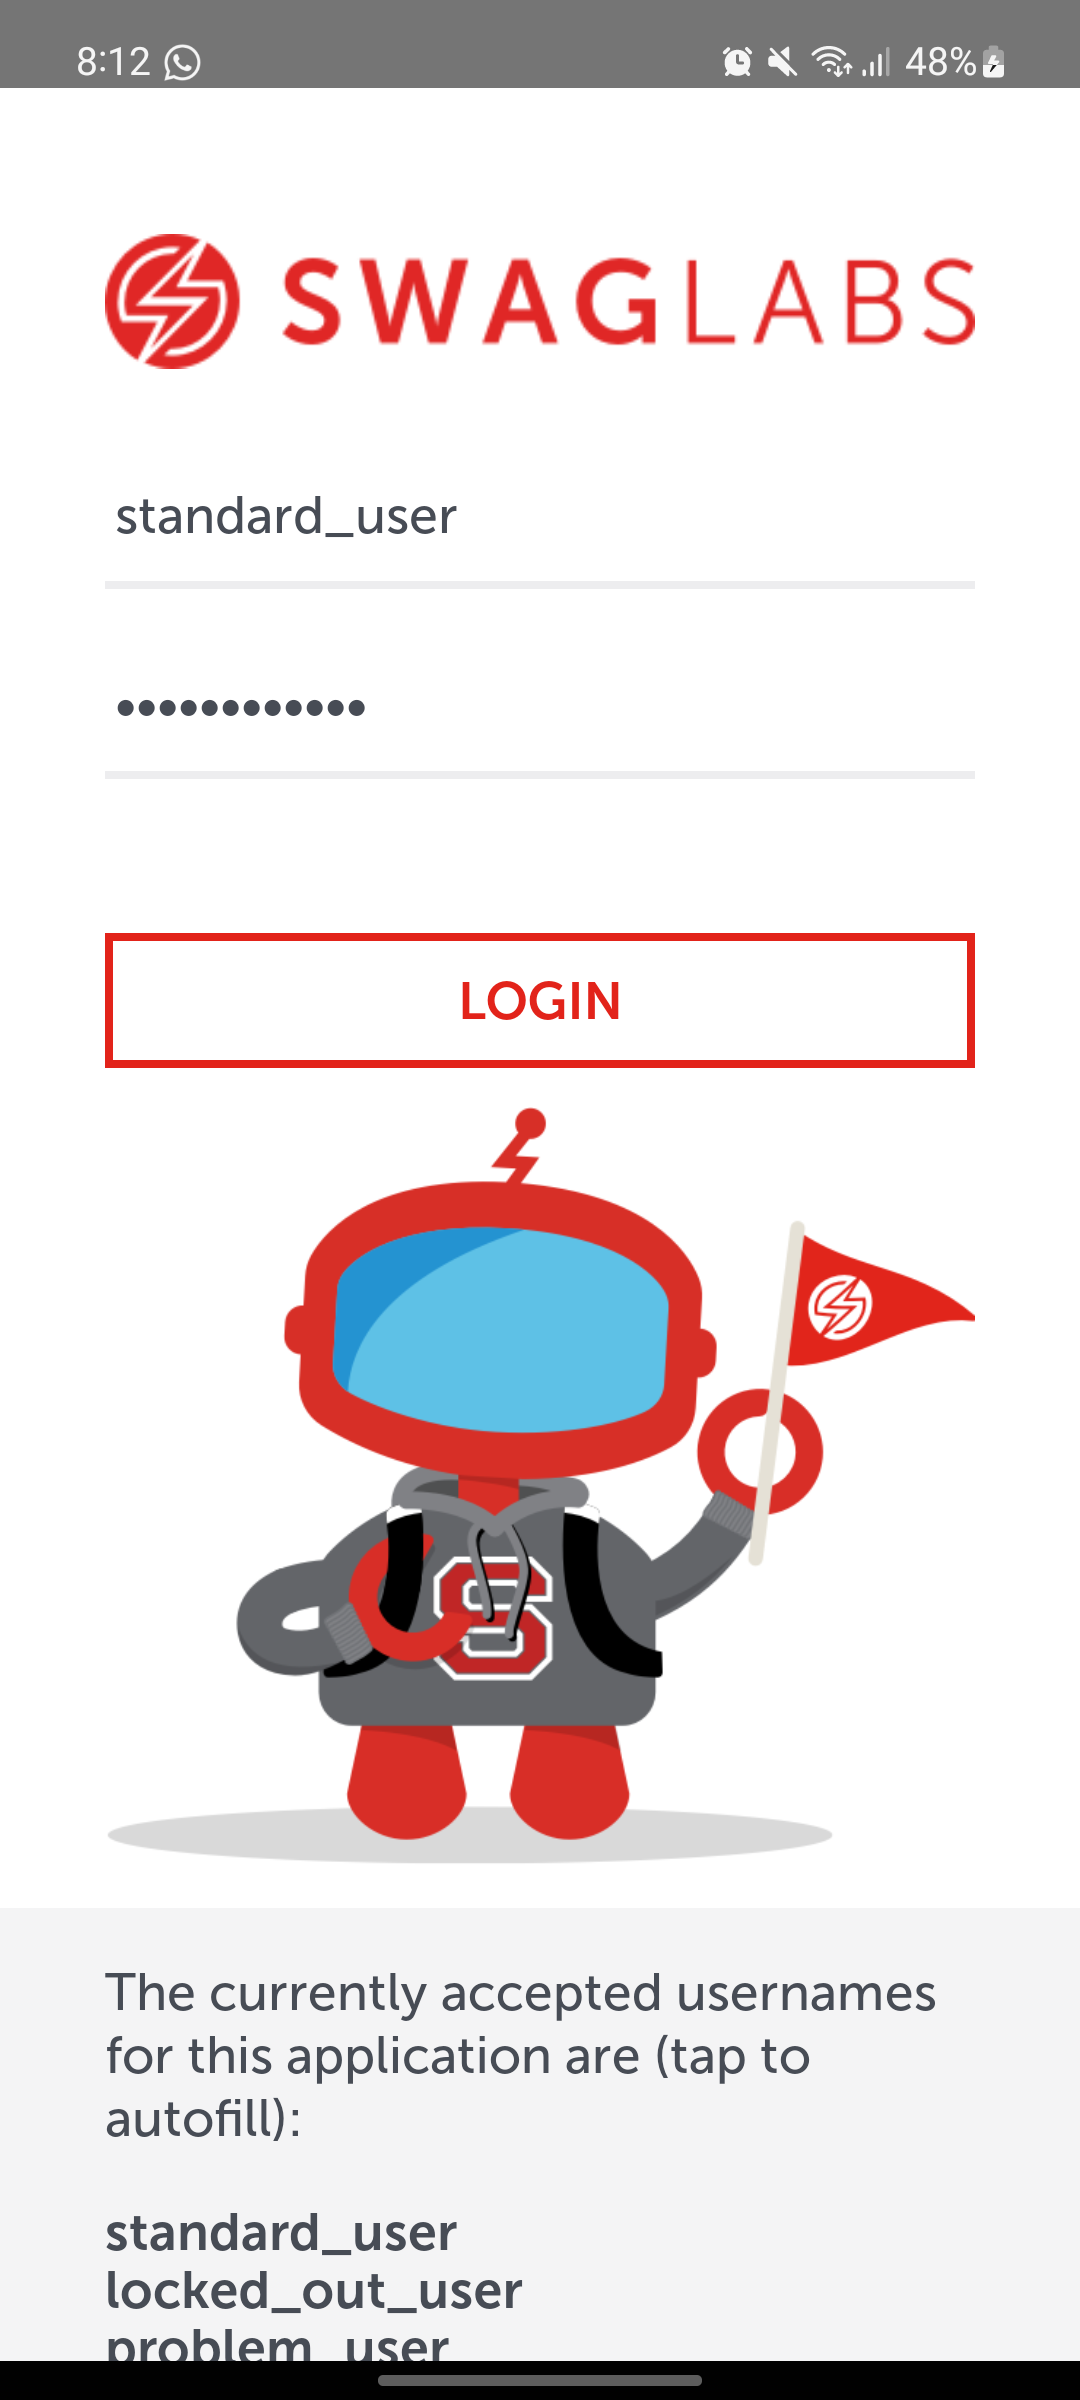 8:12 48%
SWAGLABS
standard_user
••••••••••••
LOGIN
S
The currently accepted usernames
for this application are (tap to
autofill):
standard_user
locked_out_user
problem_user